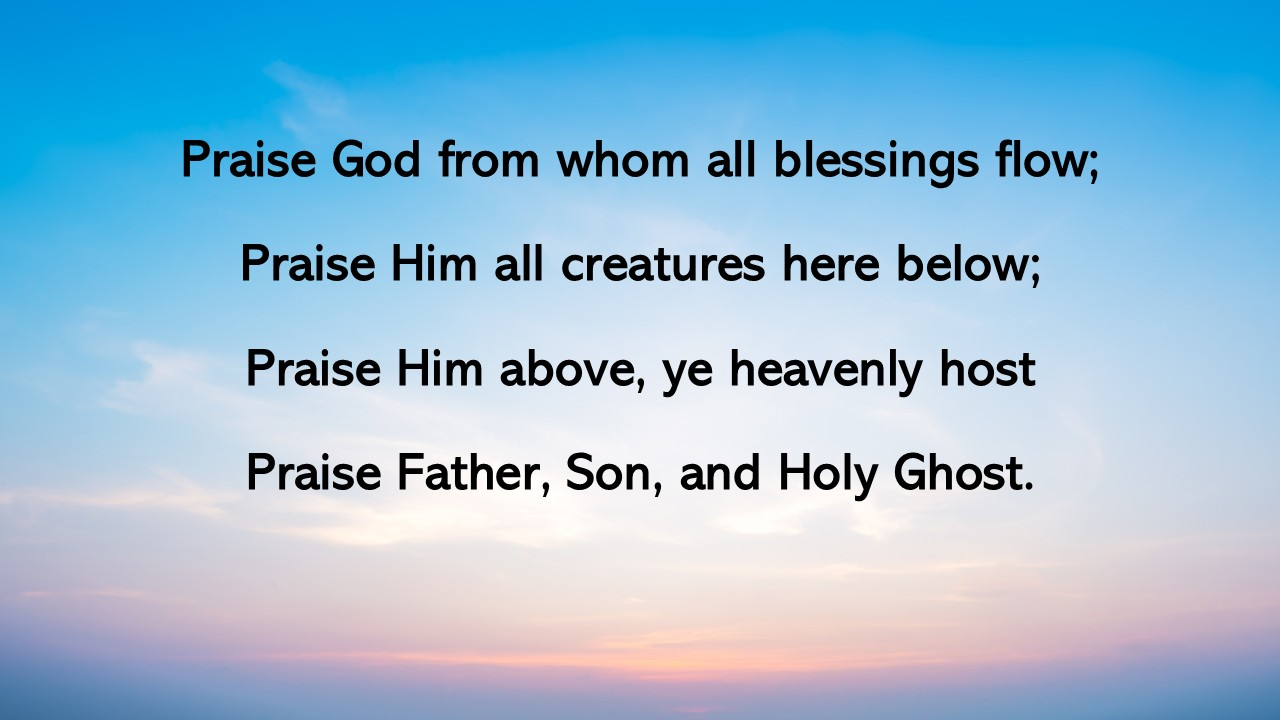 Praise God from whom all blessings flow;
Praise Him all creatures here below;
Praise Him above, ye heavenly host
Praise Father, Son, and Holy Ghost.